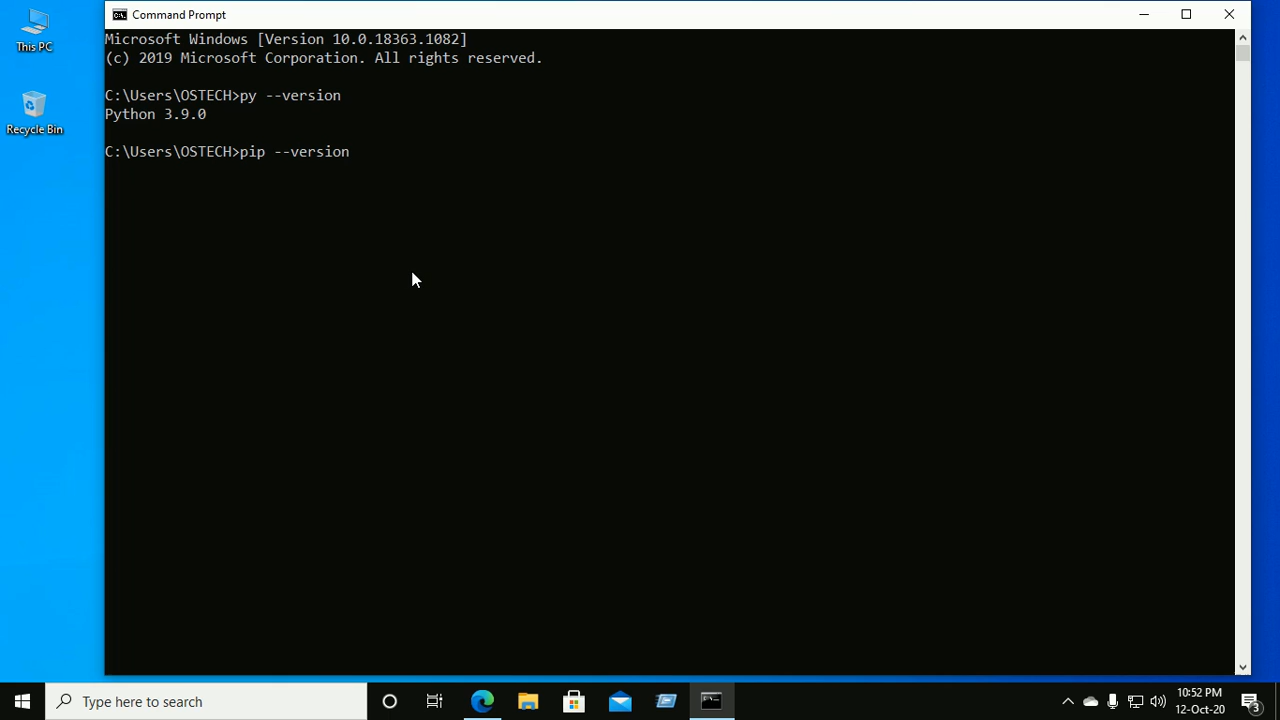 This PC
Recycle Bin
Command Prompt
Microsoft Windows [Version 10.0.18363.1082]
(c) 2019 Microsoft Corporation. All rights reserved.
C:\Users\OSTECH>py --version
Python 3.9.0
C:\Users\OSTECH>pip --version
Type here to search
10:52 PM
12-Oct-20
3